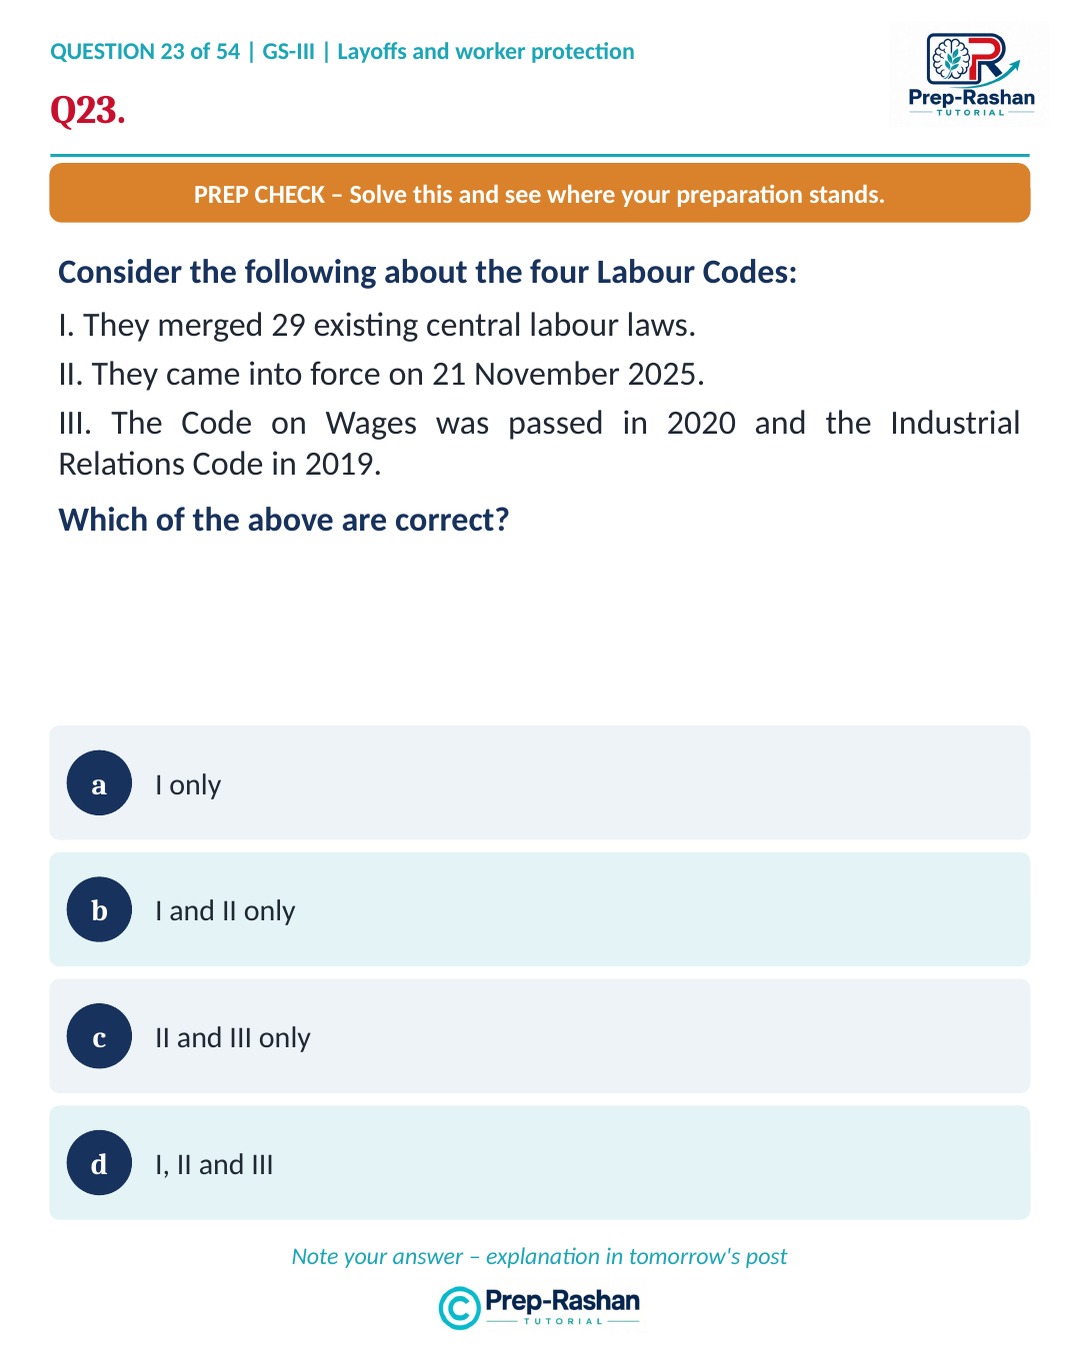 QUESTION 23 of 54 | GS-III | Layoffs and worker protection
Q23.
Prep-Rashan
TUTORIAL
PREP CHECK – Solve this and see where your preparation stands.
Consider the following about the four Labour Codes:
I. They merged 29 existing central labour laws.
II. They came into force on 21 November 2025.
III. The Code on Wages was passed in 2020 and the Industrial
Relations Code in 2019.
Which of the above are correct?
a I only
b I and II only
c II and III only
d I, II and III
Note your answer – explanation in tomorrow's post
© Prep-Rashan
TUTORIAL